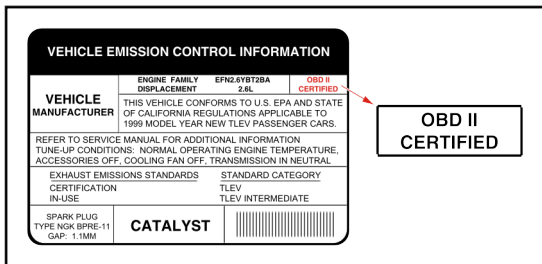 VEHICLE EMISSION CONTROL INFORMATION
VEHICLE
MANUFACTURER
ENGINE FAMILY EFN2.6YBT2BA
DISPLACEMENT 2.6L
OBD II
CERTIFIED
THIS VEHICLE CONFORMS TO U.S. EPA AND STATE
OF CALIFORNIA REGULATIONS APPLICABLE TO
1999 MODEL YEAR NEW TLEV PASSENGER CARS.
REFER TO SERVICE MANUAL FOR ADDITIONAL INFORMATION
TUNE-UP CONDITIONS: NORMAL OPERATING ENGINE TEMPERATURE,
ACCESSORIES OFF, COOLING FAN OFF, TRANSMISSION IN NEUTRAL
EXHAUST EMISSIONS STANDARDS STANDARD CATEGORY
CERTIFICATION TLEV
IN-USE TLEV INTERMEDIATE
SPARK PLUG
TYPE NGK BPRE-11
GAP: 1.1MM
CATALYST
OBD II
CERTIFIED